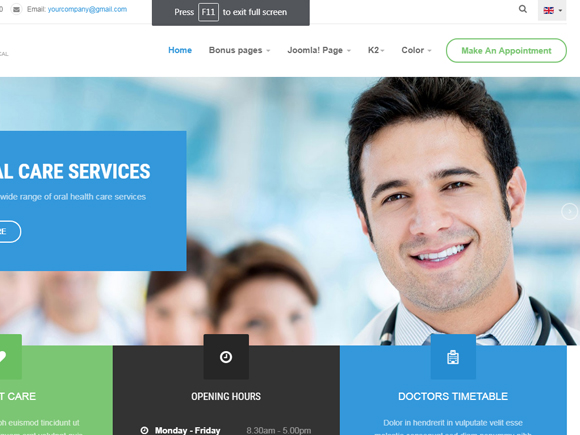 Press F11 to exit full screen
0 Email: yourcompany@gmail.com
CAL
Home Bonus pages Joomla! Page K2 Color Make An Appointment
AL CARE SERVICES
wide range of oral health care services
RE
T CARE
OPENING HOURS
DOCTORS TIMETABLE
bh euismod tincidunt ut
Monday - Friday 8.30am - 5.00pm
Dolor in hendrerit in vulputate velit esse